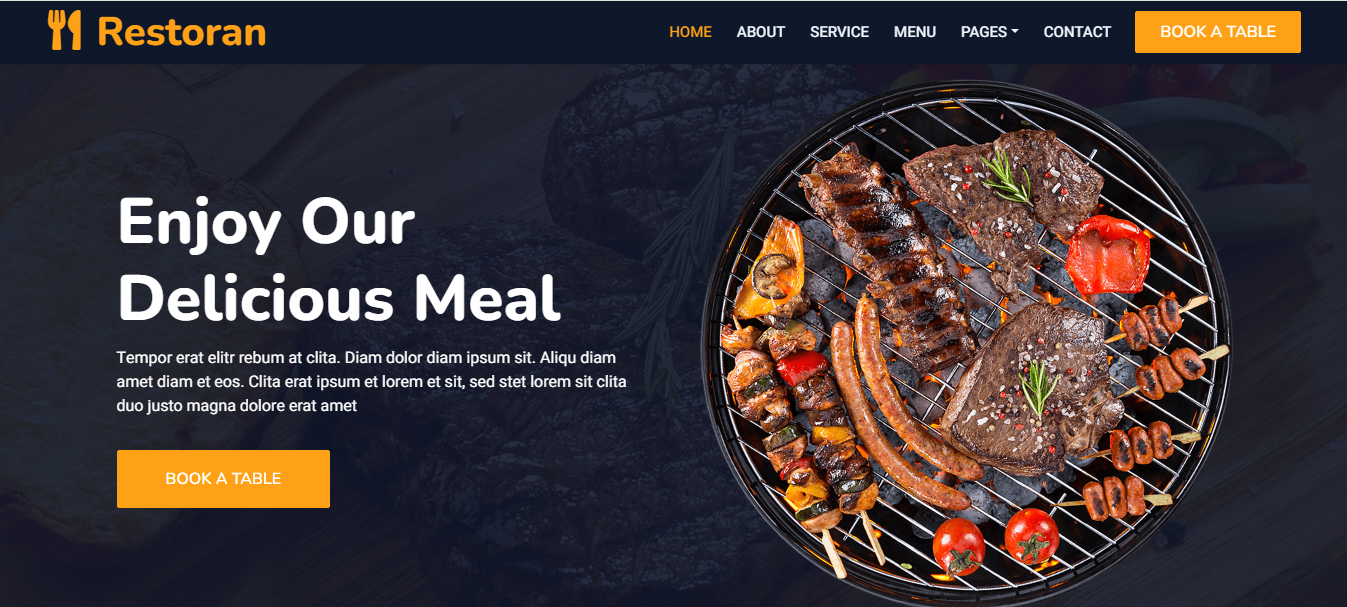 Restoran
HOME ABOUT SERVICE MENU PAGES CONTACT BOOK A TABLE
Enjoy Our
Delicious Meal
Tempor erat elitr rebum at clita. Diam dolor diam ipsum sit. Aliqu diam
amet diam et eos. Clita erat ipsum et lorem et sit, sed stet lorem sit clita
duo justo magna dolore erat amet
BOOK A TABLE